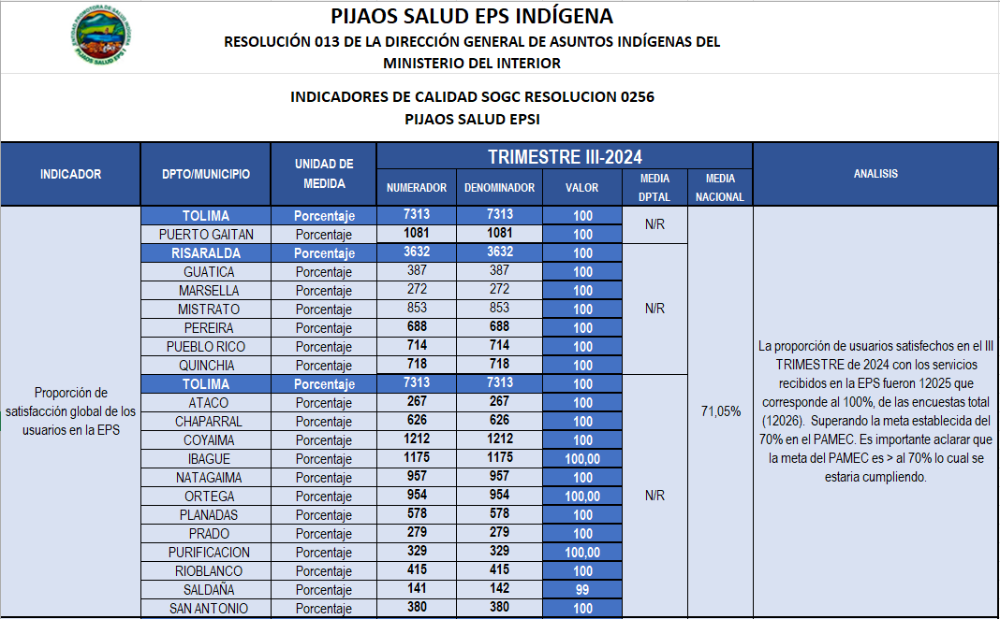 PIJAOS SALUD EPS INDÍGENA
RESOLUCIÓN 013 DE LA DIRECCIÓN GENERAL DE ASUNTOS INDÍGENAS DEL
MINISTERIO DEL INTERIOR
INDICADORES DE CALIDAD SOGC RESOLUCION 0256
PIJAOS SALUD EPSI
INDICADOR DPTO/MUNICIPIO UNIDAD DE MEDIDA TRIMESTRE III-2024 ANALISIS
NUMERADOR DENOMINADOR VALOR MEDIA DPTAL MEDIA NACIONAL
TOLIMA Porcentaje 7313 7313 100
N/R
PUERTO GAITAN Porcentaje 1081 1081 100
RISARALDA Porcentaje 3632 3632 100
GUATICA Porcentaje 387 387 100
MARSELLA Porcentaje 272 272 100
MISTRATO Porcentaje 853 853 100
N/R
PEREIRA Porcentaje 688 688 100
PUEBLO RICO Porcentaje 714 714 100
QUINCHIA Porcentaje 718 718 100
TOLIMA Porcentaje 7313 7313 100
ATACO Porcentaje 267 267 100
CHAPARRAL Porcentaje 626 626 100
COYAIMA Porcentaje 1212 1212 100
IBAGUE Porcentaje 1175 1175 100,00
NATAGAIMA Porcentaje 957 957 100
ORTEGA Porcentaje 954 954 100,00
N/R
PLANADAS Porcentaje 578 578 100
PRADO Porcentaje 279 279 100
PURIFICACION Porcentaje 329 329 100,00
RIOBLANCO Porcentaje 415 415 100
SALDAÑA Porcentaje 141 142 99
SAN ANTONIO Porcentaje 380 380 100
Proporción de
satisfacción global de los
usuarios en la EPS
71,05%
La proporción de usuarios satisfechos en el III
TRIMESTRE de 2024 con los servicios
recibidos en la EPS fueron 12025 que
corresponde al 100%, de las encuestas total
(12026). Superando la meta establecida del
70% en el PAMEC. Es importante aclarar que
la meta del PAMEC es > al 70% lo cual se
estaria cumpliendo.